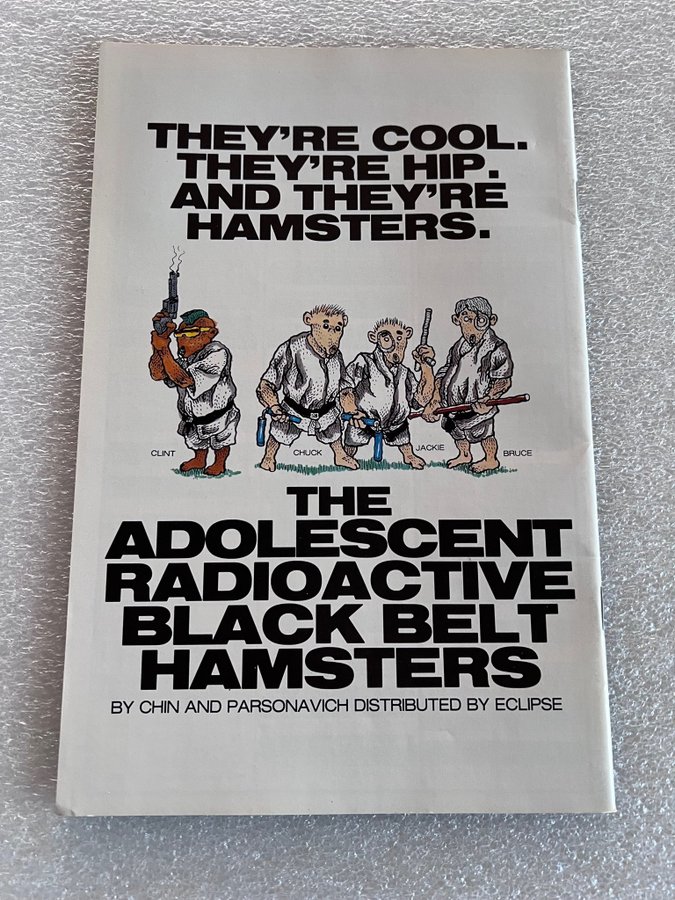 THEY'RE COOL.
THEY'RE HIP.
AND THEY'RE
HAMSTERS.
CLINT
CHUCK
JACKIE
BRUCE
THE
ADOLESCENT
RADIOACTIVE
BLACK BELT
HAMSTERS
BY CHIN AND PARSONAVICH DISTRIBUTED BY ECLIPSE